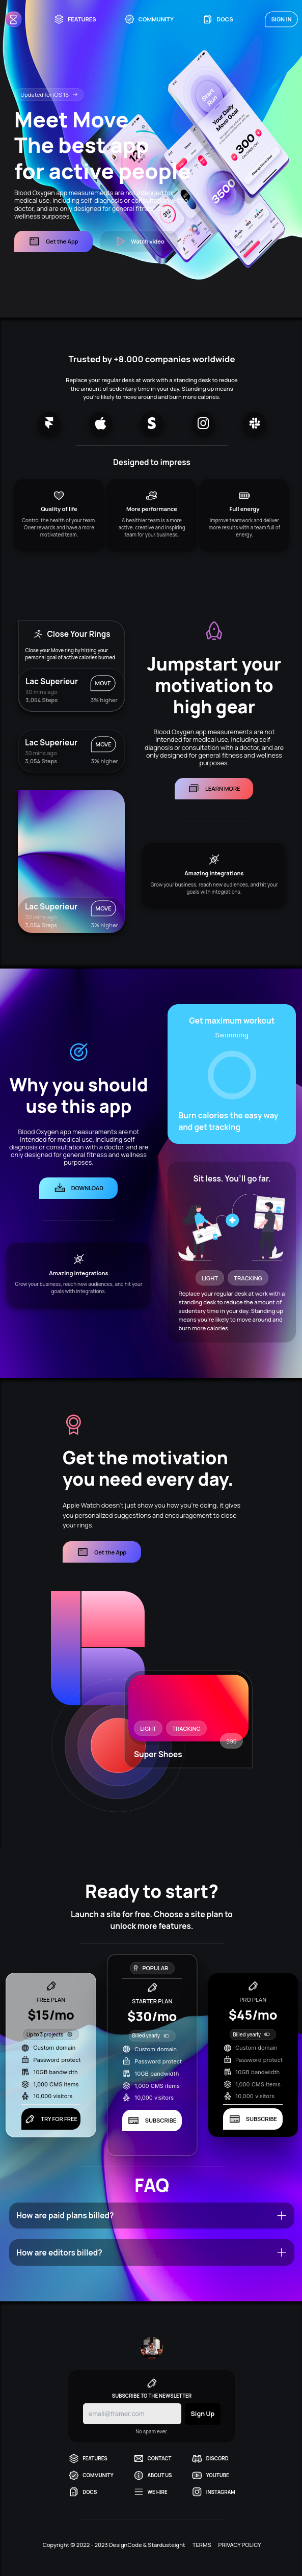 FEATURES
COMMUNITY
DOCS
SIGN IN
Updated for iOS 16
Meet Move.
The best app
for active people
Blood Oxygen app measurements are not intended for
medical use, including self-diagnosis or consultation with a
doctor, and are only designed for general fitness and
wellness purposes.
Get the App
Watch video
Start
Run
Your Daily
Move Goal
300
3500
Trusted by +8.000 companies worldwide
Replace your regular desk at work with a standing desk to reduce
the amount of sedentary time in your day. Standing up means
you're likely to move around and burn more calories.
Designed to impress
Quality of life
Control the health of your team.
Offer rewards and have a more
motivated team.
More performance
A healthier team is a more
active, creative and inspiring
team for your business.
Full energy
Improve teamwork and deliver
more results with a team full of
energy.
Close Your Rings
Close your Move ring by hitting your
personal goal of active calories burned.
Lac Superieur
30 mins ago
3,054 Steps
MOVE
3% higher
Lac Superieur
30 mins ago
3,054 Steps
MOVE
3% higher
Lac Superieur
30 mins ago
3,054 Steps
MOVE
3% higher
Jumpstart your
motivation to
high gear
Blood Oxygen app measurements are not
intended for medical use, including self-
diagnosis or consultation with a doctor, and are
only designed for general fitness and wellness
purposes.
LEARN MORE
Amazing integrations
Grow your business, reach new audiences, and hit your
goals with integrations.
Why you should
use this app
Blood Oxygen app measurements are not
intended for medical use, including self-
diagnosis or consultation with a doctor, and are
only designed for general fitness and wellness
purposes.
DOWNLOAD
Amazing integrations
Grow your business, reach new audiences, and hit your
goals with integrations.
Get maximum workout
Swimming
Burn calories the easy way
and get tracking
Sit less. You'll go far.
LIGHT
TRACKING
Replace your regular desk at work with a
standing desk to reduce the amount of
sedentary time in your day. Standing up
means you're likely to move around and
burn more calories.
Get the motivation
you need every day.
Apple Watch doesn't just show you how you're doing, it gives
you personalized suggestions and encouragement to close
your rings.
Get the App
LIGHT
TRACKING
$95
Super Shoes
Ready to start?
Launch a site for free. Choose a site plan to
unlock more features.
FREE PLAN
$15/mo
Up to 3 projects
Custom domain
Password protect
10GB bandwidth
1,000 CMS items
10,000 visitors
TRY FOR FREE
POPULAR
STARTER PLAN
$30/mo
Billed yearly
Custom domain
Password protect
10GB bandwidth
1,000 CMS items
10,000 visitors
SUBSCRIBE
PRO PLAN
$45/mo
Billed yearly
Custom domain
Password protect
10GB bandwidth
1,000 CMS items
10,000 visitors
SUBSCRIBE
FAQ
How are paid plans billed?
How are editors billed?
SUBSCRIBE TO THE NEWSLETTER
email@framer.com
Sign Up
No spam ever.
FEATURES
CONTACT
DISCORD
COMMUNITY
ABOUT US
YOUTUBE
DOCS
WE HIRE
INSTAGRAM
Copyright © 2022 - 2023 DesignCode & Stardusteight
TERMS
PRIVACY POLICY